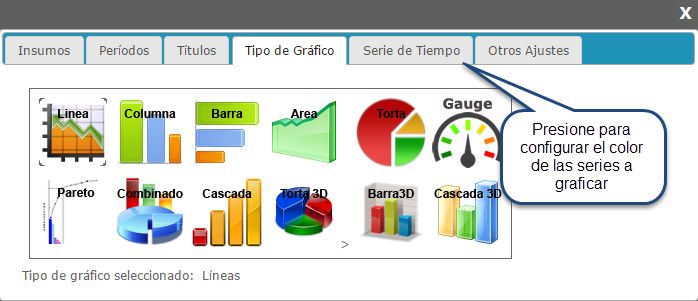 X
Insumos Períodos Títulos Tipo de Gráfico Serie de Tiempo Otros Ajustes
Línea Columna Barra Area Torta Gauge
Presione para
configurar el color
de las series a
graficar
Pareto Combinado Cascada Torta 3D Barra3D Cascada 3D
>
Tipo de gráfico seleccionado: Líneas